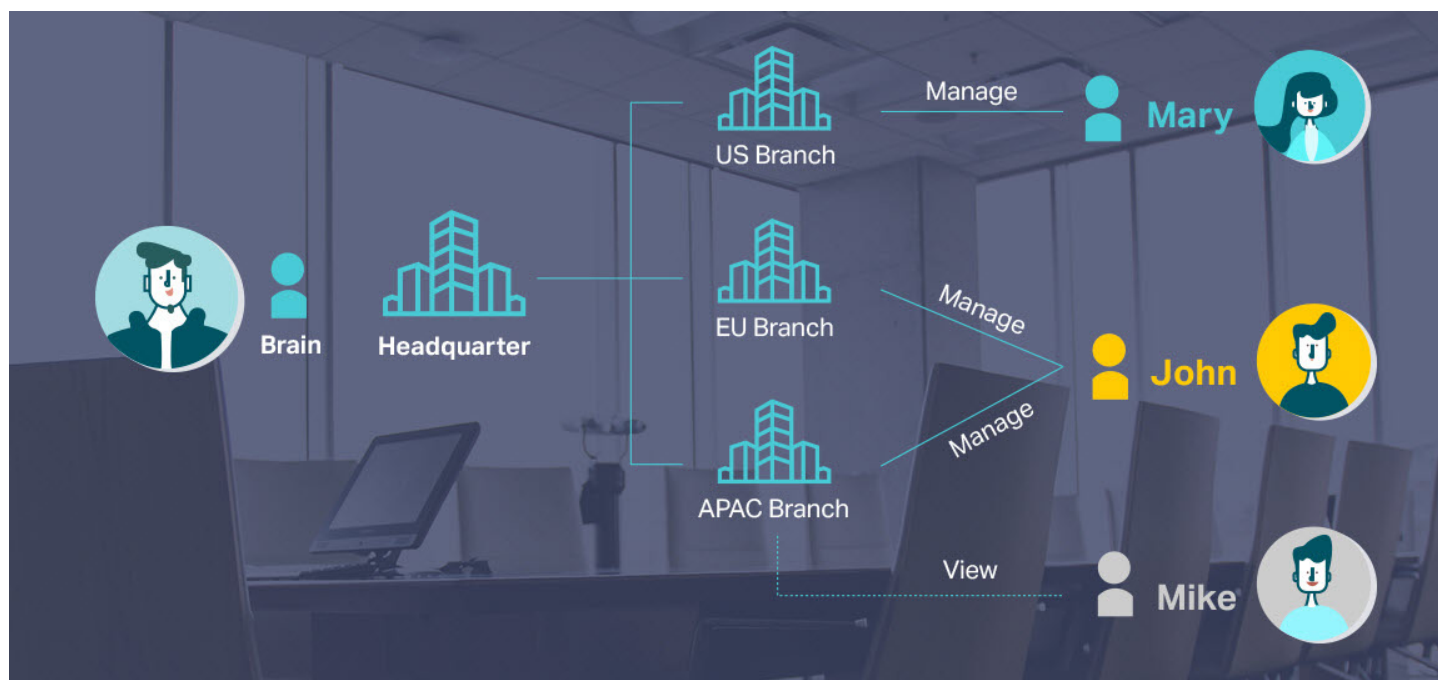 Manage
Mary
US Branch
Brain
Headquarter
EU Branch
Manage
John
Manage
APAC Branch
View
Mike